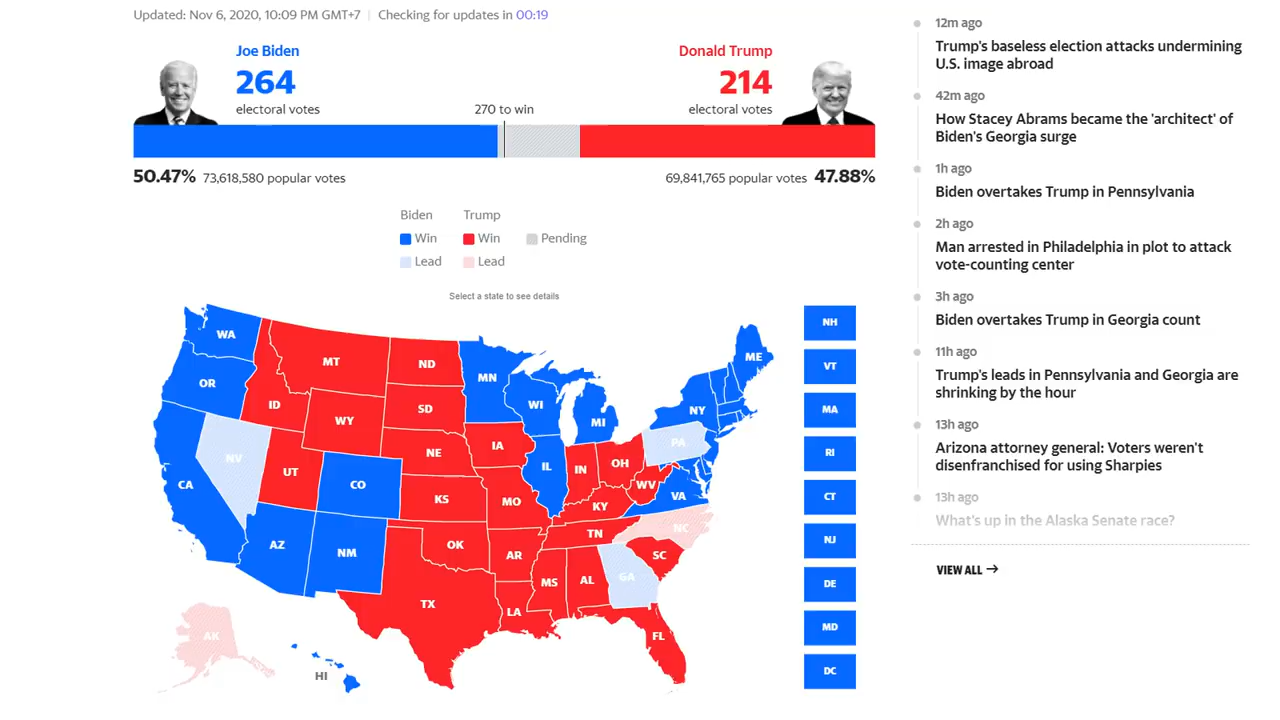 Updated: Nov 6, 2020, 10:09 PM GMT+7 | Checking for updates in 00:19
Joe Biden
264
electoral votes
270 to win
Donald Trump
214
electoral votes
50.47% 73,618,580 popular votes
69,841,765 popular votes 47.88%
Biden Trump
Win Win Pending
Lead Lead
Select a state to see details
WA
OR
CA
NV
ID
MT
WY
UT
CO
AZ
NM
ND
SD
NE
KS
OK
TX
MN
IA
MO
AR
LA
WI
IL
MI
IN
OH
KY
TN
MS
AL
GA
FL
SC
NC
VA
WV
PA
NY
ME
AK
HI
NH
VT
MA
RI
CT
NJ
DE
MD
DC
12m ago
Trump's baseless election attacks undermining
U.S. image abroad
42m ago
How Stacey Abrams became the 'architect' of
Biden's Georgia surge
1h ago
Biden overtakes Trump in Pennsylvania
2h ago
Man arrested in Philadelphia in plot to attack
vote-counting center
3h ago
Biden overtakes Trump in Georgia count
11h ago
Trump's leads in Pennsylvania and Georgia are
shrinking by the hour
13h ago
Arizona attorney general: Voters weren't
disenfranchised for using Sharpies
13h ago
What's up in the Alaska Senate race?
VIEW ALL →